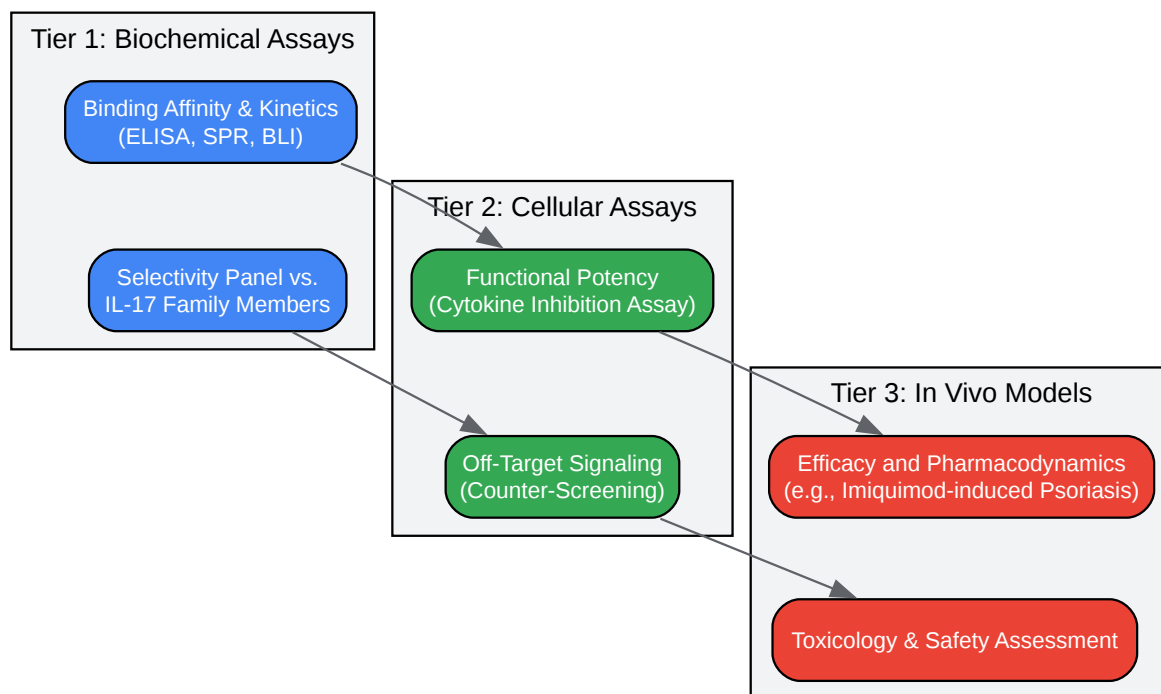 Tier 1: Biochemical Assays
Binding Affinity & Kinetics
(ELISA, SPR, BLI)
Selectivity Panel vs.
IL-17 Family Members
Tier 2: Cellular Assays
Functional Potency
(Cytokine Inhibition Assay)
Off-Target Signaling
(Counter-Screening)
Tier 3: In Vivo Models
Efficacy and Pharmacodynamics
(e.g., Imiquimod-induced Psoriasis)
Toxicology & Safety Assessment